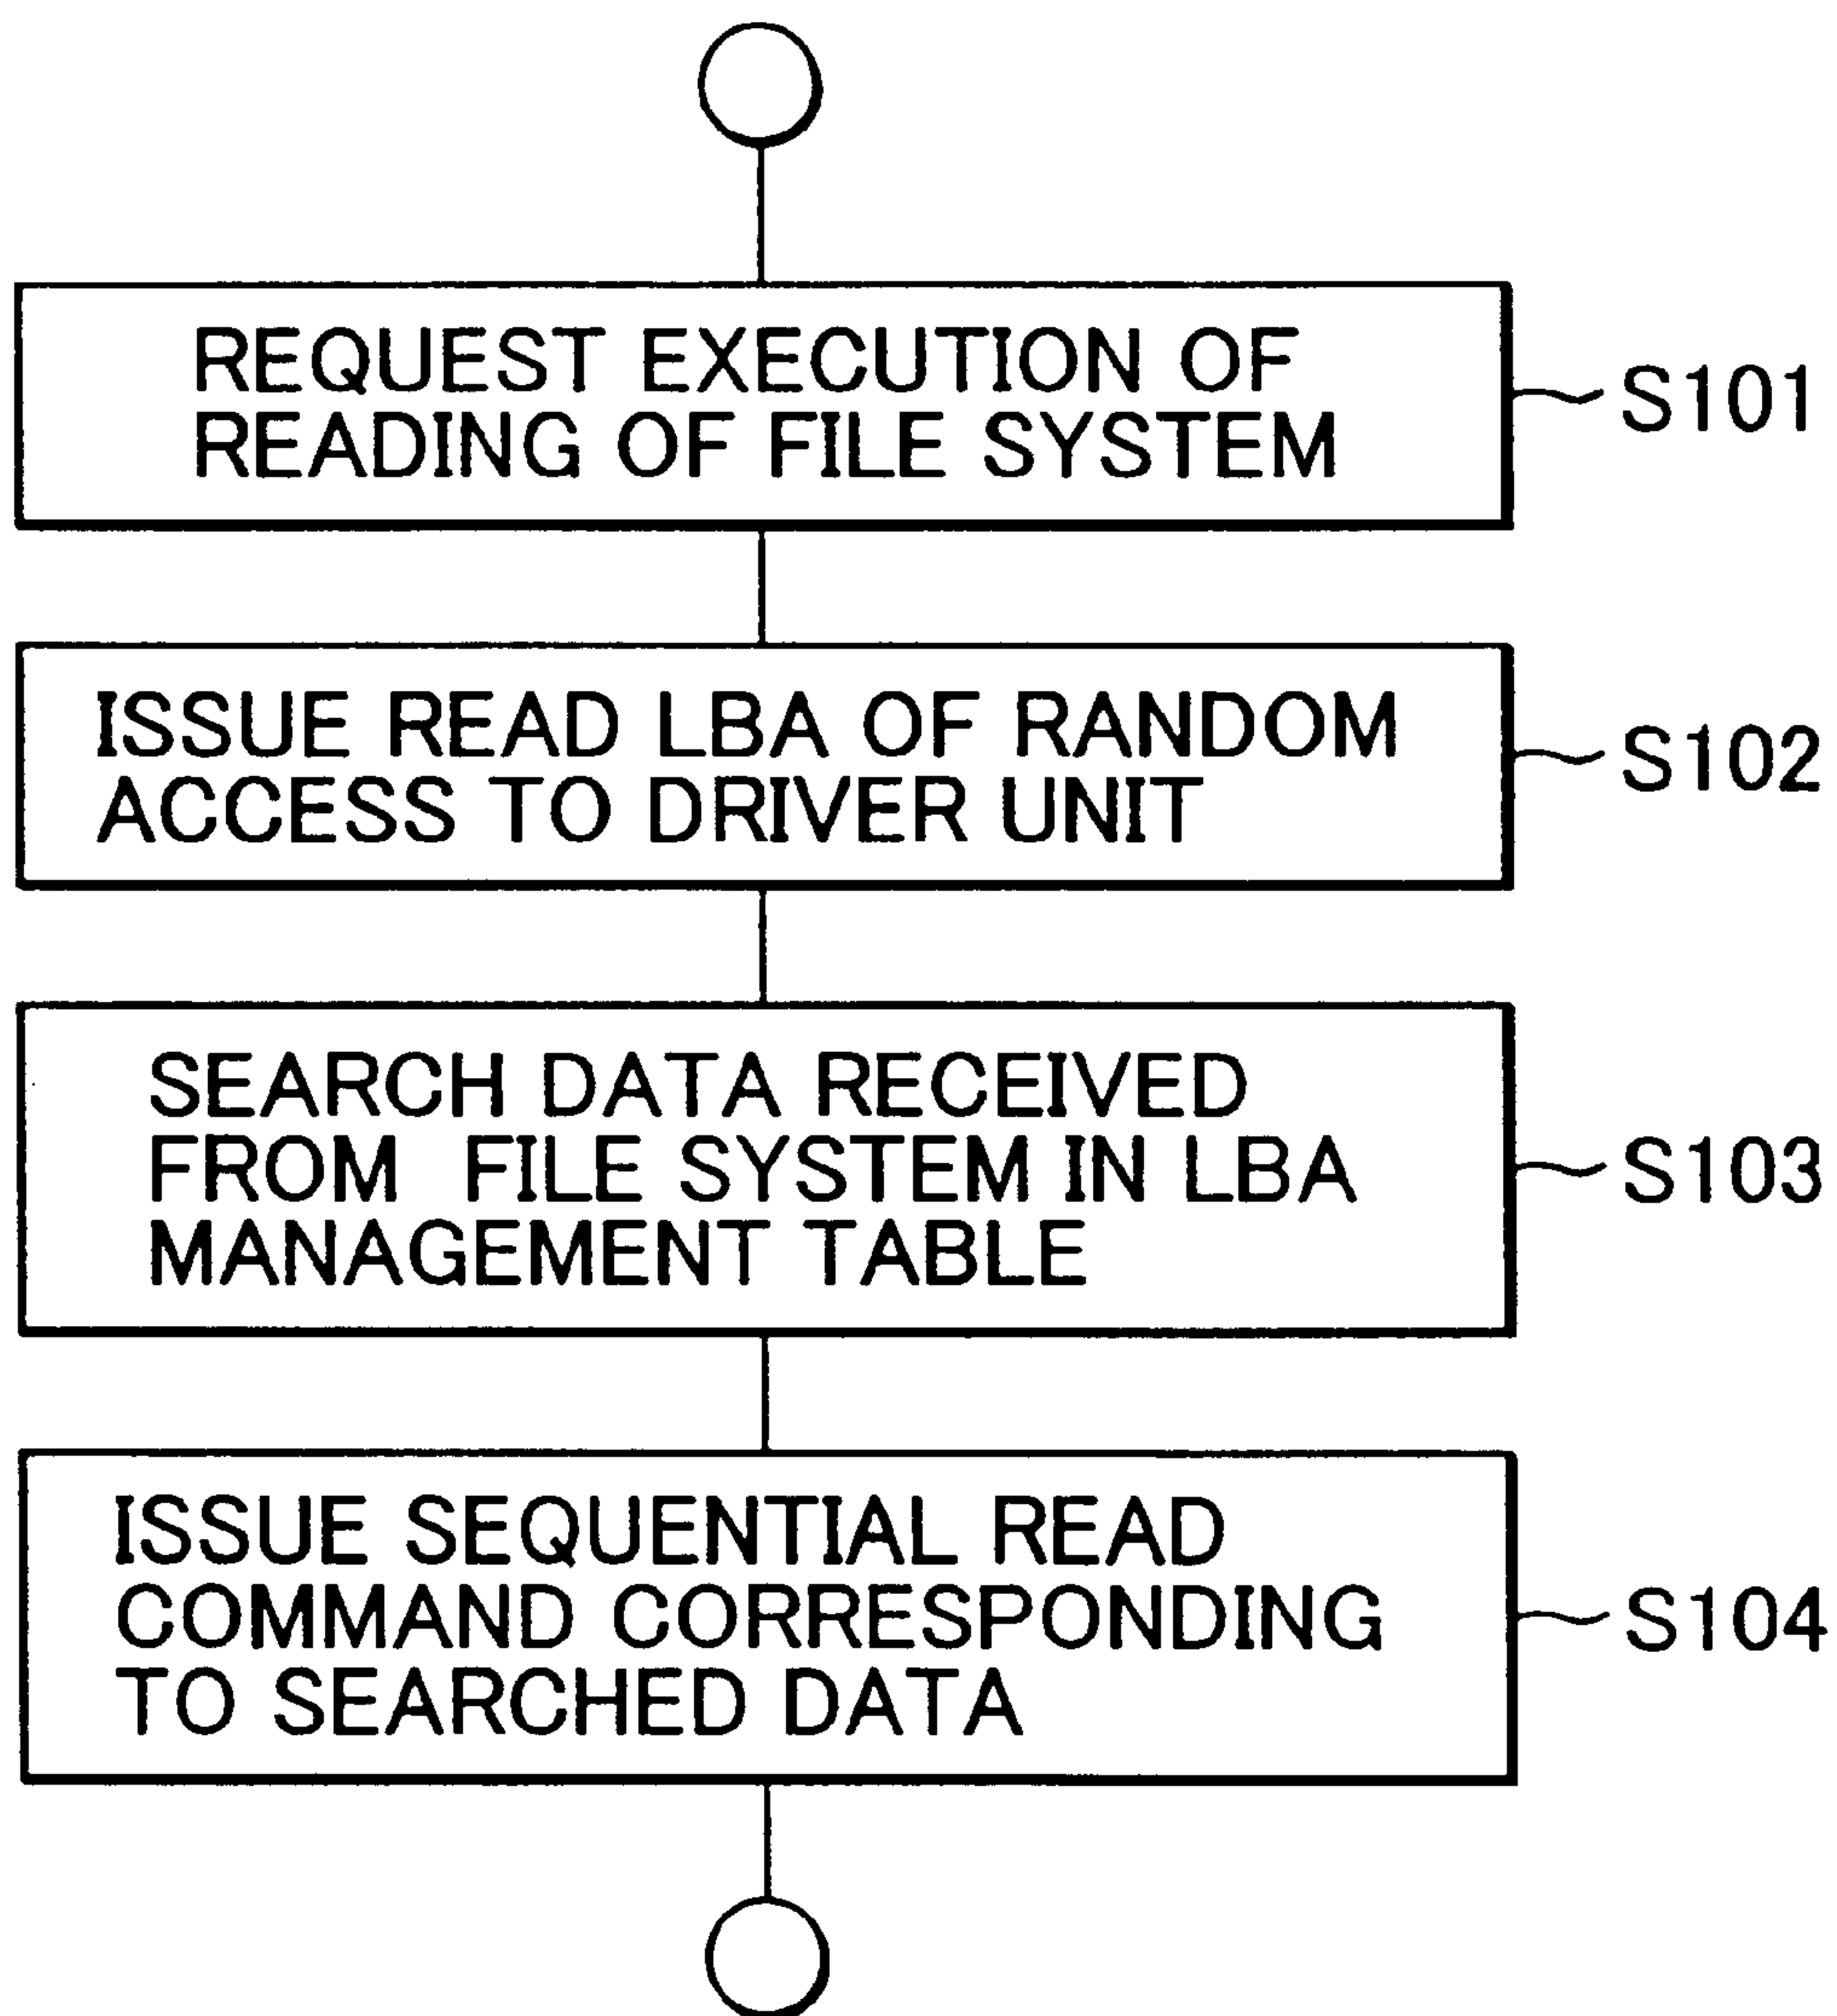 REQUEST EXECUTION OF
READING OF FILE SYSTEM
S101
ISSUE READ LBA OF RANDOM
ACCESS TO DRIVER UNIT
S102
SEARCH DATA RECEIVED
FROM FILE SYSTEM IN LBA
MANAGEMENT TABLE
S103
ISSUE SEQUENTIAL READ
COMMAND CORRESPONDING
TO SEARCHED DATA
S104